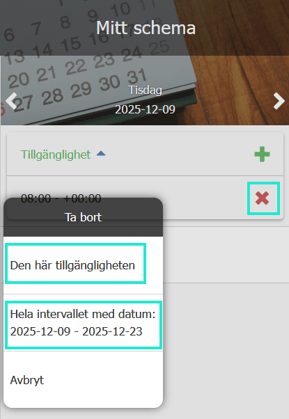 Mitt schema
Tisdag
2025-12-09
Tillgänglighet
08:00 - +00:00
Ta bort
Den här tillgängligheten
Hela intervallet med datum:
2025-12-09 - 2025-12-23
Avbryt